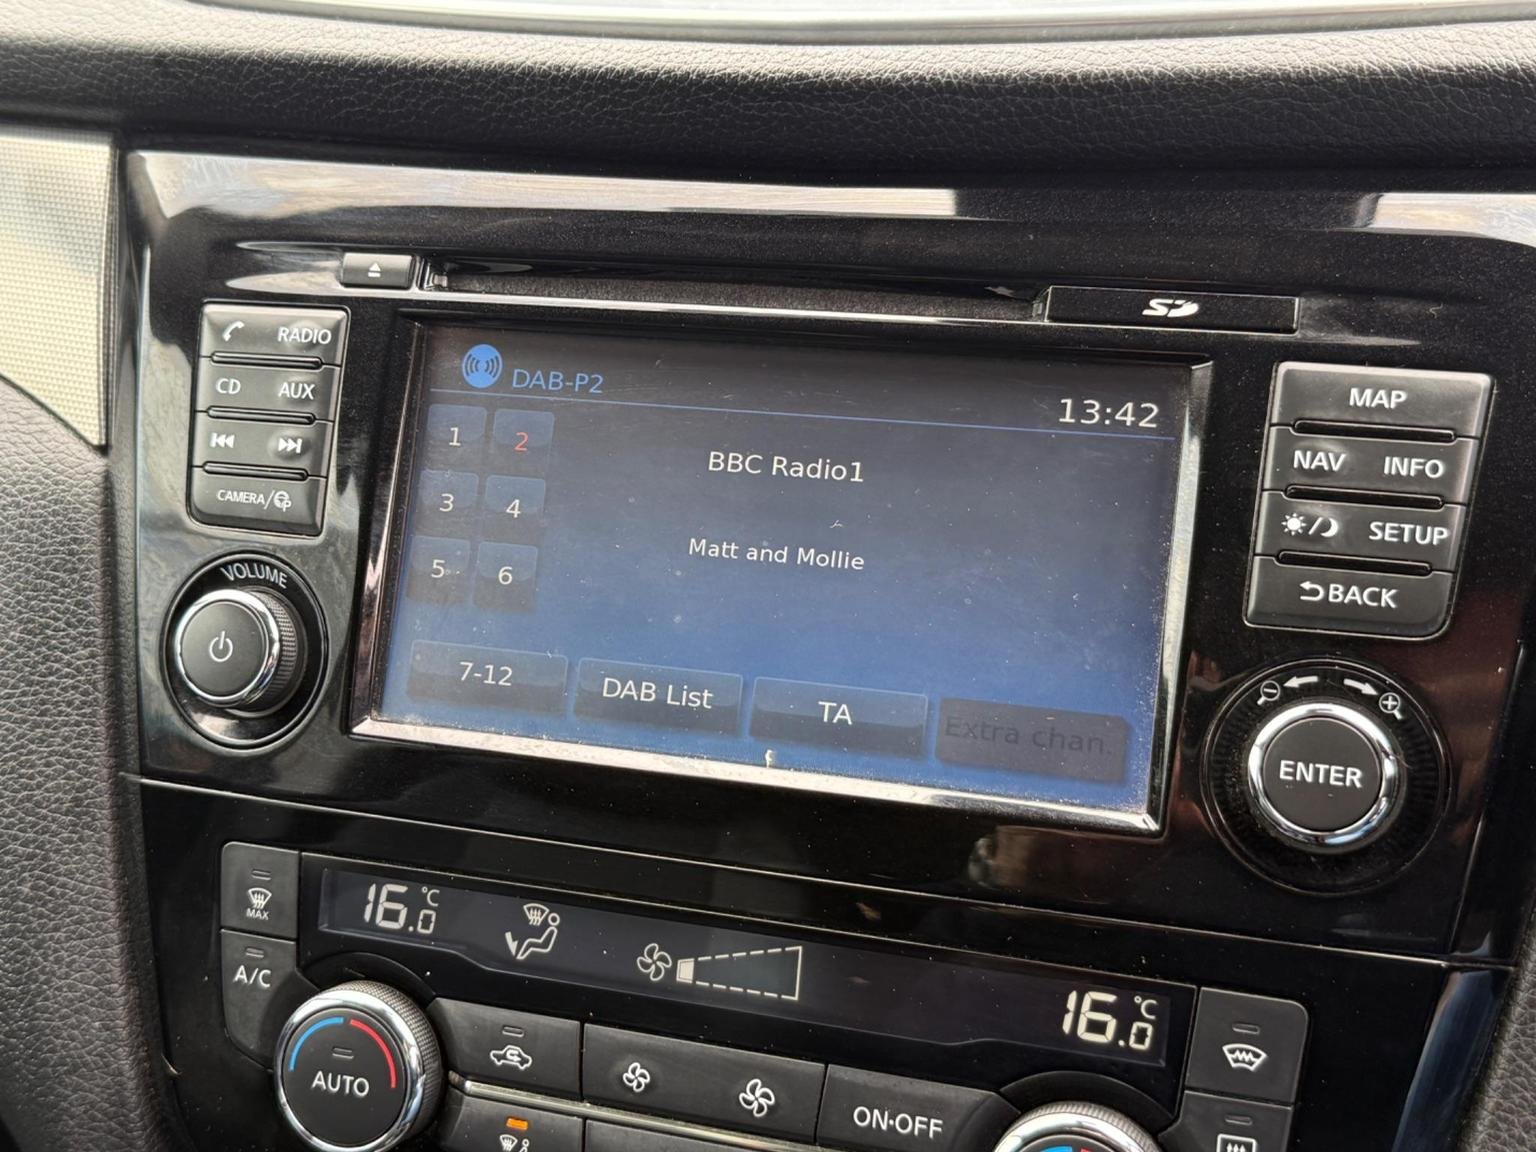 SD
RADIO
CD AUX
CAMERA/
VOLUME
DAB-P2
13:42
1 2
3 4
5 6
BBC Radio1
Matt and Mollie
7-12 DAB List TA Extra chan.
MAP
NAV INFO
SETUP
BACK
ENTER
MAX
A/C
16.0 °C
16.0 °C
AUTO
ON·OFF